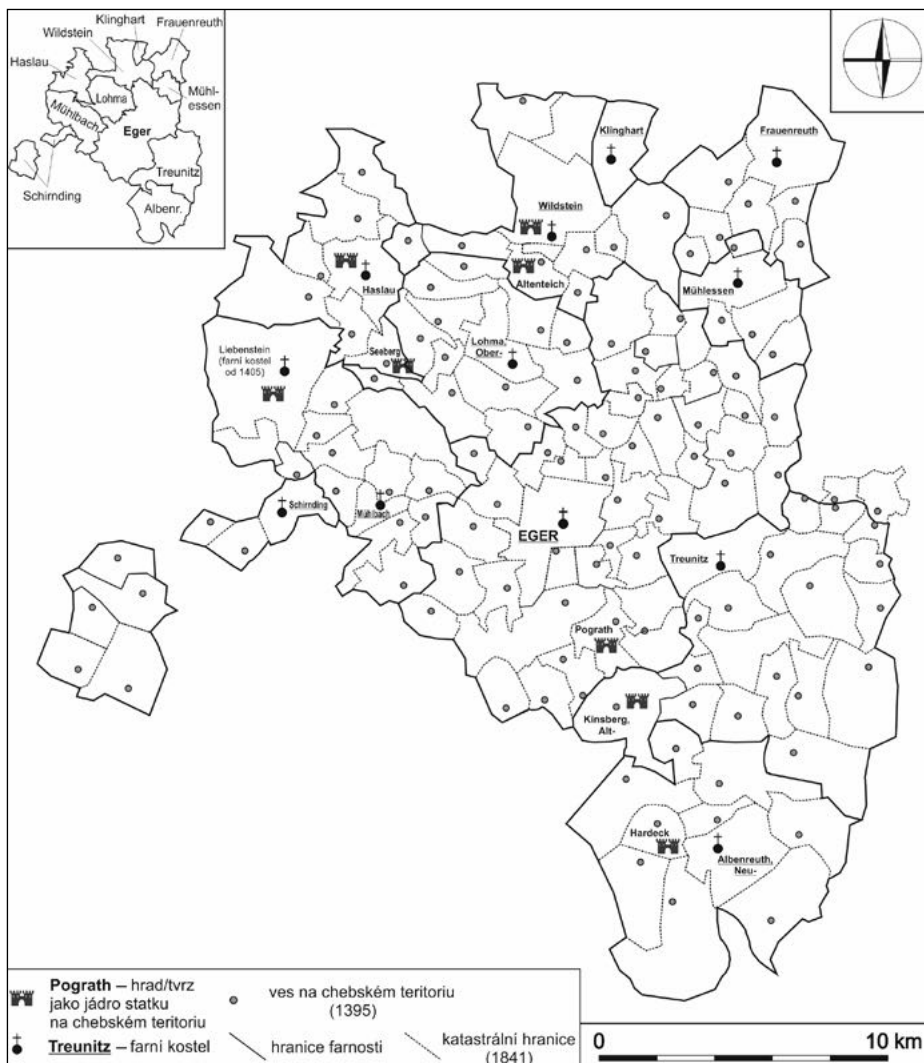 Klinghart
Wildstein
Frauenreuth
Haslau
Lohma
Mühl-
essen
Mühlbach
Eger
Treunitz
Schirnding
Albenr.
Klinghart
Frauenreuth
Wildstein
Altenteich
Haslau
Mühlessen
Liebenstein
(farní kostel
od 1405)
Seeberg
Lohma,
Ober-
Schirnding
Mühlbach
EGER
Treunitz
Pograth
Kinsberg,
Alt-
Hardeck
Albenreuth,
Neu-
Pograth – hrad/tvrz
jako jádro statku
na chebském teritoriu
ves na chebském teritoriu
(1395)
Treunitz – farní kostel
hranice farnosti
katastrální hranice
(1841)
0
10 km